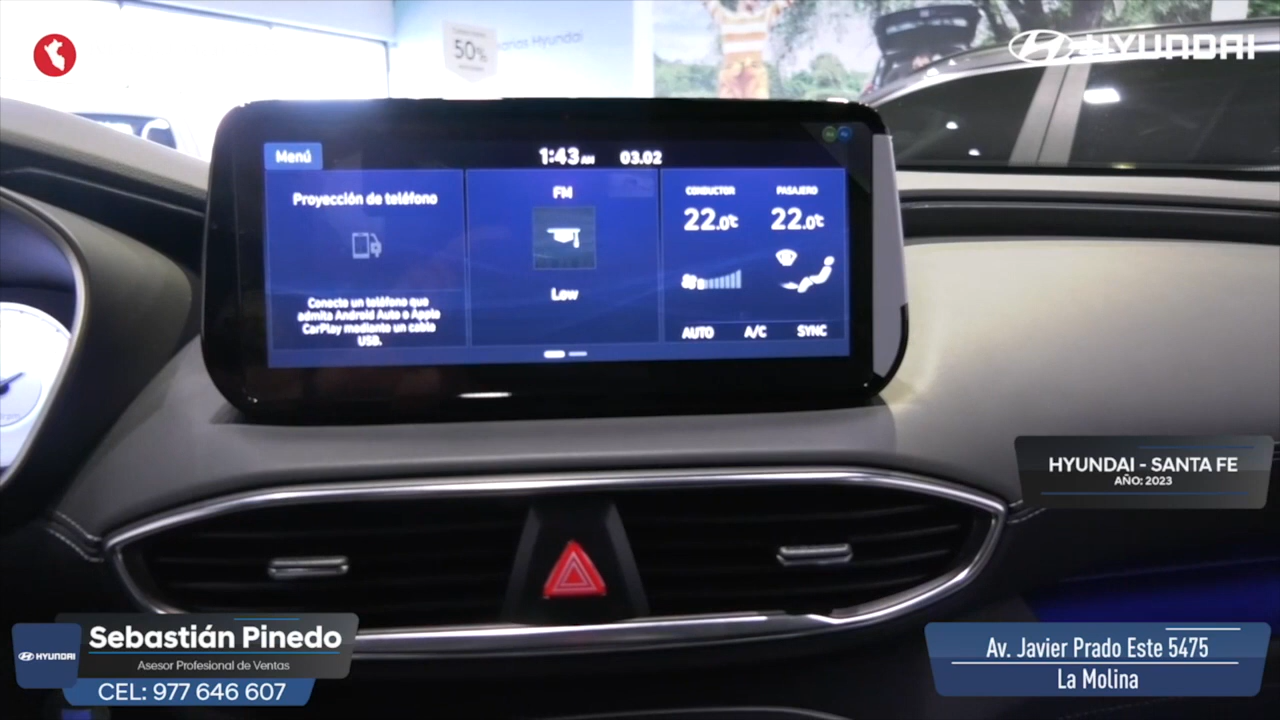 50%
Hyundai
HYUNDAI
Menú
1:43 AM 03.02
Proyección de teléfono
Conecte un teléfono que
admita Android Auto o Apple
CarPlay mediante un cable
USB.
FM
Low
CONDUCTOR PASAJERO
22.0°C 22.0°C
AUTO A/C SYNC
HYUNDAI - SANTA FE
AÑO: 2023
HYUNDAI
Sebastián Pinedo
Asesor Profesional de Ventas
CEL: 977 646 607
Av. Javier Prado Este 5475
La Molina